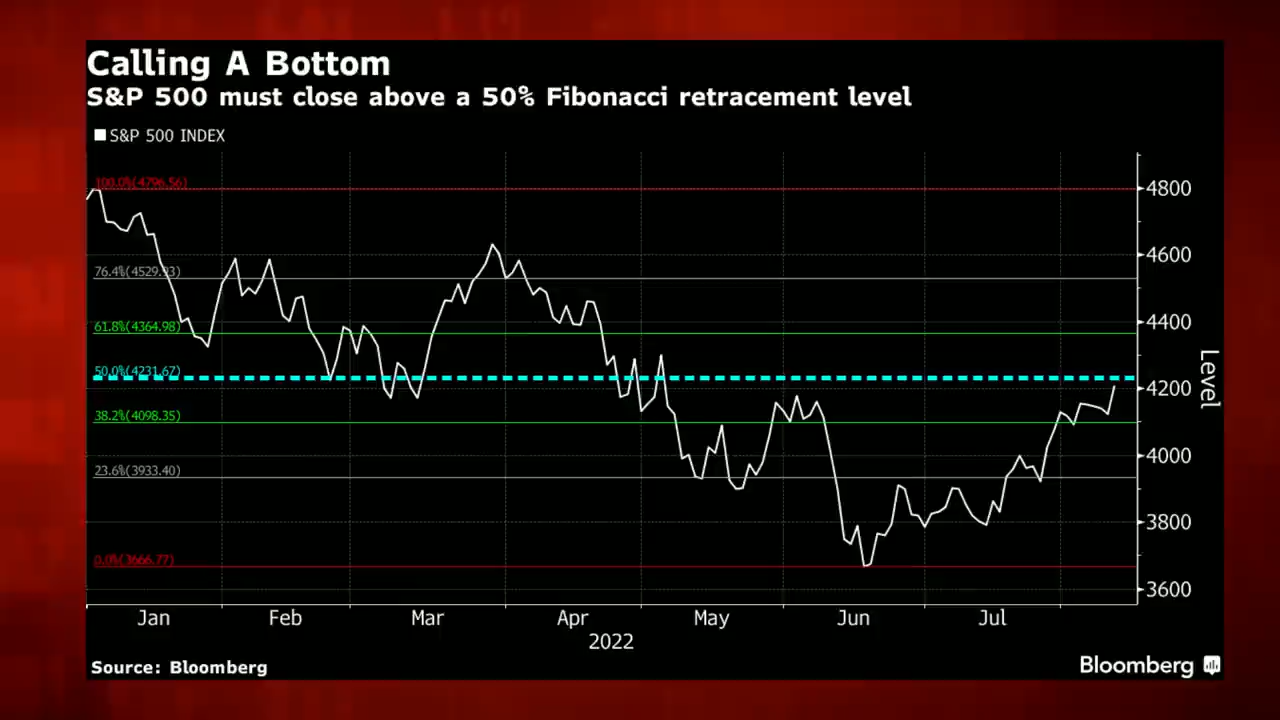 Calling A Bottom
S&P 500 must close above a 50% Fibonacci retracement level
S&P 500 INDEX
100.0%(4796.56)
4800
4600
76.4%(4529.93)
4400
61.8%(4364.98)
50.0%(4231.67)
4200
Level
38.2%(4098.35)
4000
23.6%(3933.40)
3800
0.0%(3666.77)
3600
Jan Feb Mar Apr May Jun Jul
2022
Source: Bloomberg
Bloomberg